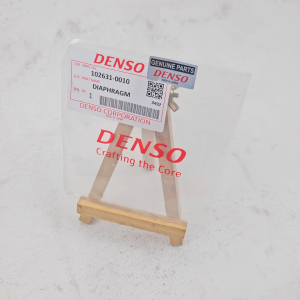 DENSO
GENUINE PARTS
DENSO
102631-0010
DIAPHRAGM
1
DENSO CORPORATION
DENSO
Crafting the Core